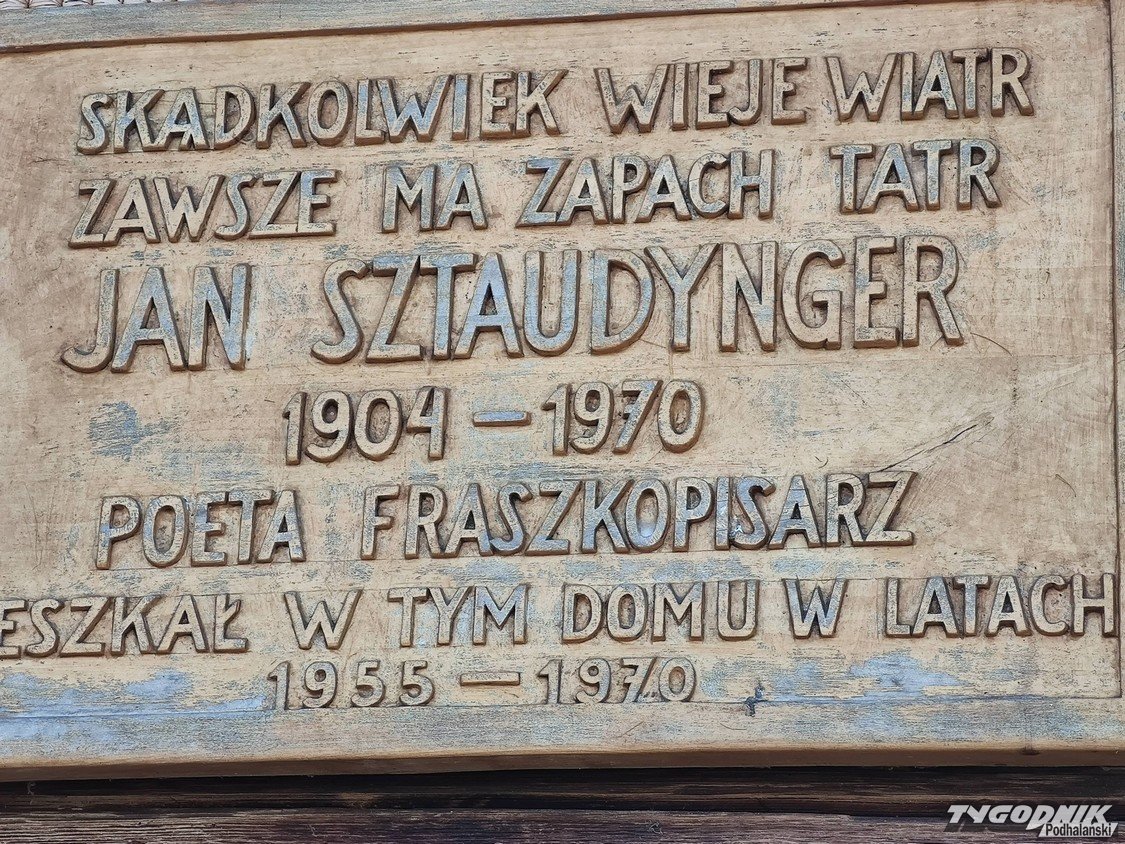 SKĄDKOLWIEK WIEJE WIATR
ZAWSZE MA ZAPACH TATR
JAN SZTAUDYNGER
1904 – 1970
POETA FRASZKOPISARZ
ESZKAŁ W TYM DOMU W LATACH
1955 – 1970
TYGODNIK
Podhalański